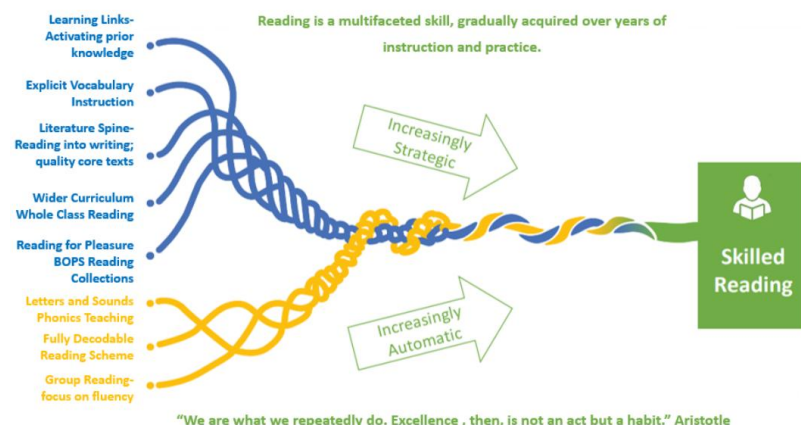 Learning Links-
Activating prior
knowledge
Reading is a multifaceted skill, gradually acquired over years of
instruction and practice.
Explicit Vocabulary
Instruction
Literature Spine-
Reading into writing;
quality core texts
Increasingly
Strategic
Wider Curriculum
Whole Class Reading
Reading for Pleasure
BOPS Reading
Collections
Skilled
Reading
Letters and Sounds
Phonics Teaching
Fully Decodable
Reading Scheme
Increasingly
Automatic
Group Reading-
focus on fluency
“We are what we repeatedly do. Excellence , then, is not an act but a habit.” Aristotle